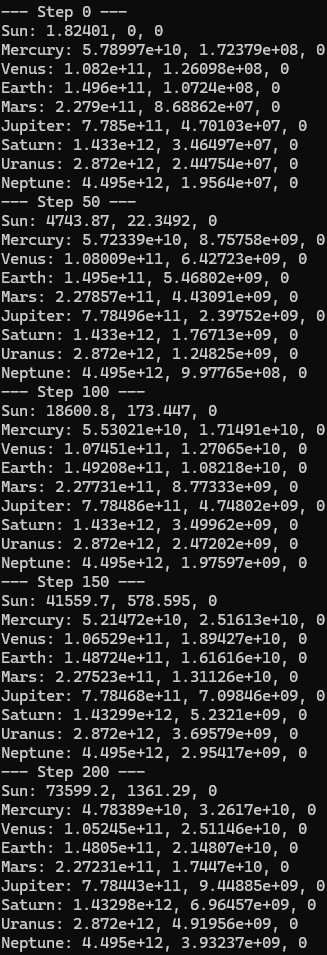 --- Step 0 ---
Sun: 1.82401, 0, 0
Mercury: 5.78997e+10, 1.72379e+08, 0
Venus: 1.082e+11, 1.26098e+08, 0
Earth: 1.496e+11, 1.0724e+08, 0
Mars: 2.279e+11, 8.68862e+07, 0
Jupiter: 7.785e+11, 4.70103e+07, 0
Saturn: 1.433e+12, 3.46497e+07, 0
Uranus: 2.872e+12, 2.44754e+07, 0
Neptune: 4.495e+12, 1.9564e+07, 0
--- Step 50 ---
Sun: 4743.87, 22.3492, 0
Mercury: 5.72339e+10, 8.75758e+09, 0
Venus: 1.08009e+11, 6.42723e+09, 0
Earth: 1.495e+11, 5.46802e+09, 0
Mars: 2.27857e+11, 4.43091e+09, 0
Jupiter: 7.78496e+11, 2.39752e+09, 0
Saturn: 1.433e+12, 1.76713e+09, 0
Uranus: 2.872e+12, 1.24825e+09, 0
Neptune: 4.495e+12, 9.97765e+08, 0
--- Step 100 ---
Sun: 18600.8, 173.447, 0
Mercury: 5.53021e+10, 1.71491e+10, 0
Venus: 1.07451e+11, 1.27065e+10, 0
Earth: 1.49208e+11, 1.08218e+10, 0
Mars: 2.27731e+11, 8.77333e+09, 0
Jupiter: 7.78486e+11, 4.74802e+09, 0
Saturn: 1.433e+12, 3.49962e+09, 0
Uranus: 2.872e+12, 2.47202e+09, 0
Neptune: 4.495e+12, 1.97597e+09, 0
--- Step 150 ---
Sun: 41559.7, 578.595, 0
Mercury: 5.21472e+10, 2.51613e+10, 0
Venus: 1.06529e+11, 1.89427e+10, 0
Earth: 1.48724e+11, 1.61616e+10, 0
Mars: 2.27523e+11, 1.31126e+10, 0
Jupiter: 7.78468e+11, 7.09846e+09, 0
Saturn: 1.43299e+12, 5.2321e+09, 0
Uranus: 2.872e+12, 3.69579e+09, 0
Neptune: 4.495e+12, 2.95417e+09, 0
--- Step 200 ---
Sun: 73599.2, 1361.29, 0
Mercury: 4.78389e+10, 3.2617e+10, 0
Venus: 1.05245e+11, 2.51146e+10, 0
Earth: 1.4805e+11, 2.14807e+10, 0
Mars: 2.27231e+11, 1.7447e+10, 0
Jupiter: 7.78443e+11, 9.44885e+09, 0
Saturn: 1.43298e+12, 6.96457e+09, 0
Uranus: 2.872e+12, 4.91956e+09, 0
Neptune: 4.495e+12, 3.93237e+09, 0